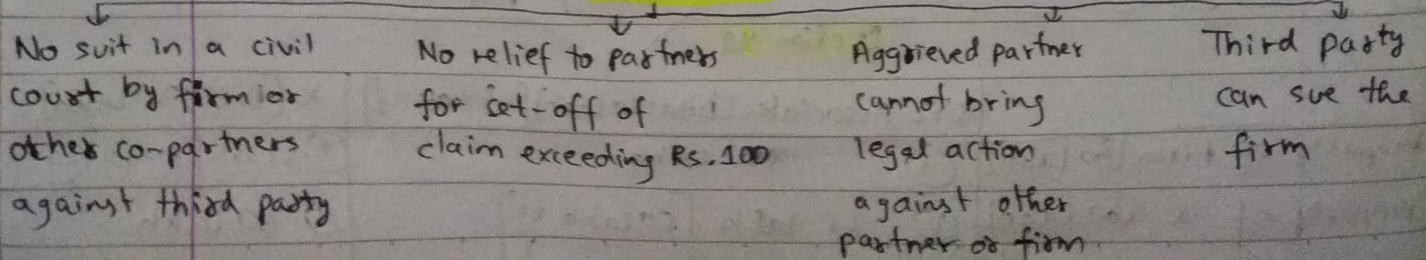 No suit in a civil
court by firm or
other co-partners
against third party
No relief to partners
for set-off of
claim exceeding Rs.100
Aggrieved partner
cannot bring
legal action
against other
partner or firm.
Third party
can sue the
firm